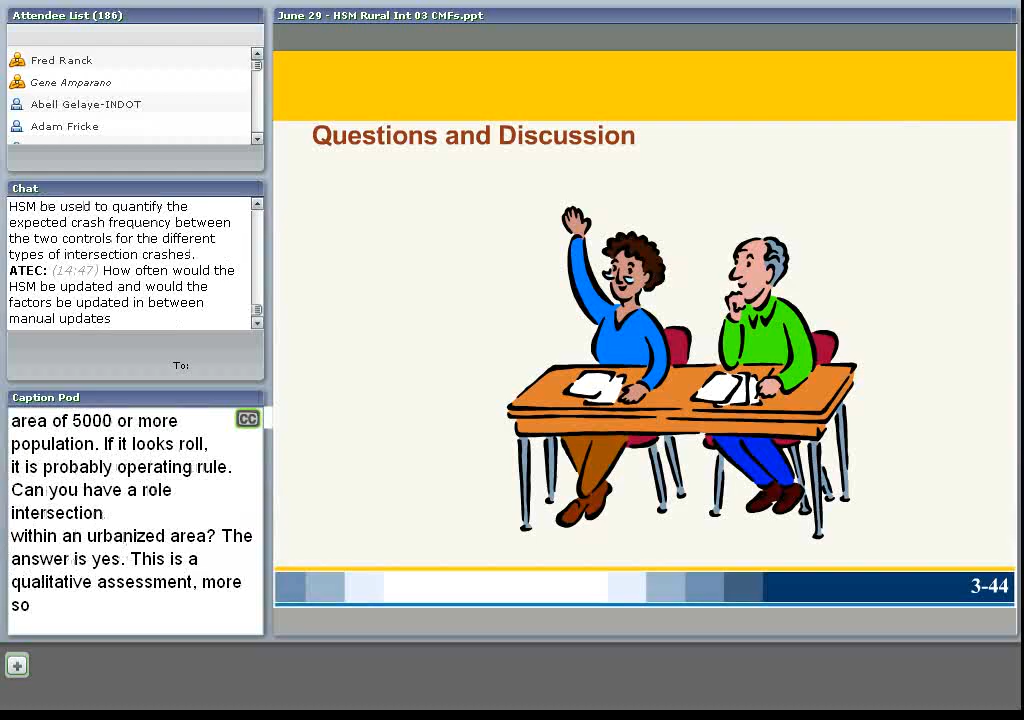 Attendee List (186)
Fred Ranck
Gene Amparano
Abell Gelaye-INDOT
Adam Fricke
Chat
HSM be used to quantify the
expected crash frequency between
the two controls for the different
types of intersection crashed.
ATEC: (14:47) How often would the
HSM be updated and would the
factors be updated in between
manual updates
To:
Caption Pod
CC
area of 5000 or more
population. If it looks roll,
it is probably operating rule.
Can you have a role
intersection
within an urbanized area? The
answer is yes. This is a
qualitative assessment, more
so
June 29 - HSM Rural Int 03 CMFs.ppt
Questions and Discussion
3-44